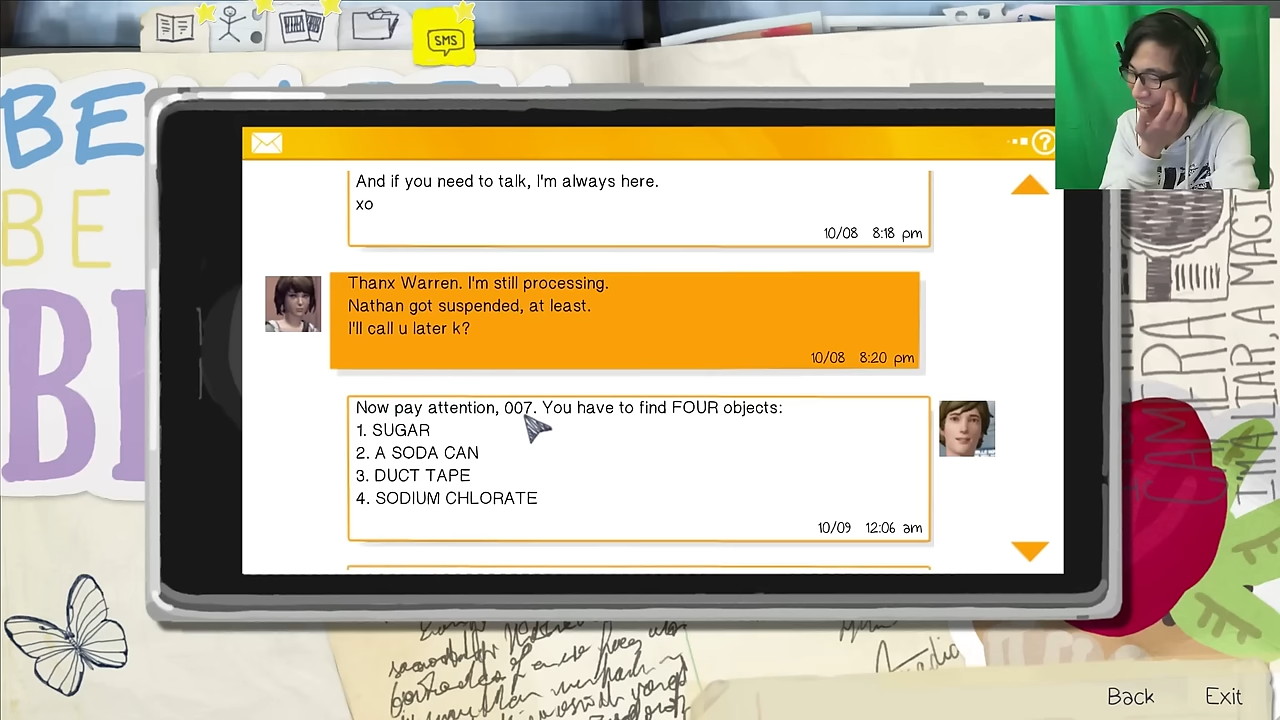 SMS
BE
BE
And if you need to talk, I'm always here.
xo
10/08 8:18 pm
Thanx Warren. I'm still processing.
Nathan got suspended, at least.
I'll call u later k?
10/08 8:20 pm
Now pay attention, 007. You have to find FOUR objects:
1. SUGAR
2. A SODA CAN
3. DUCT TAPE
4. SODIUM CHLORATE
10/09 12:06 am
Back Exit